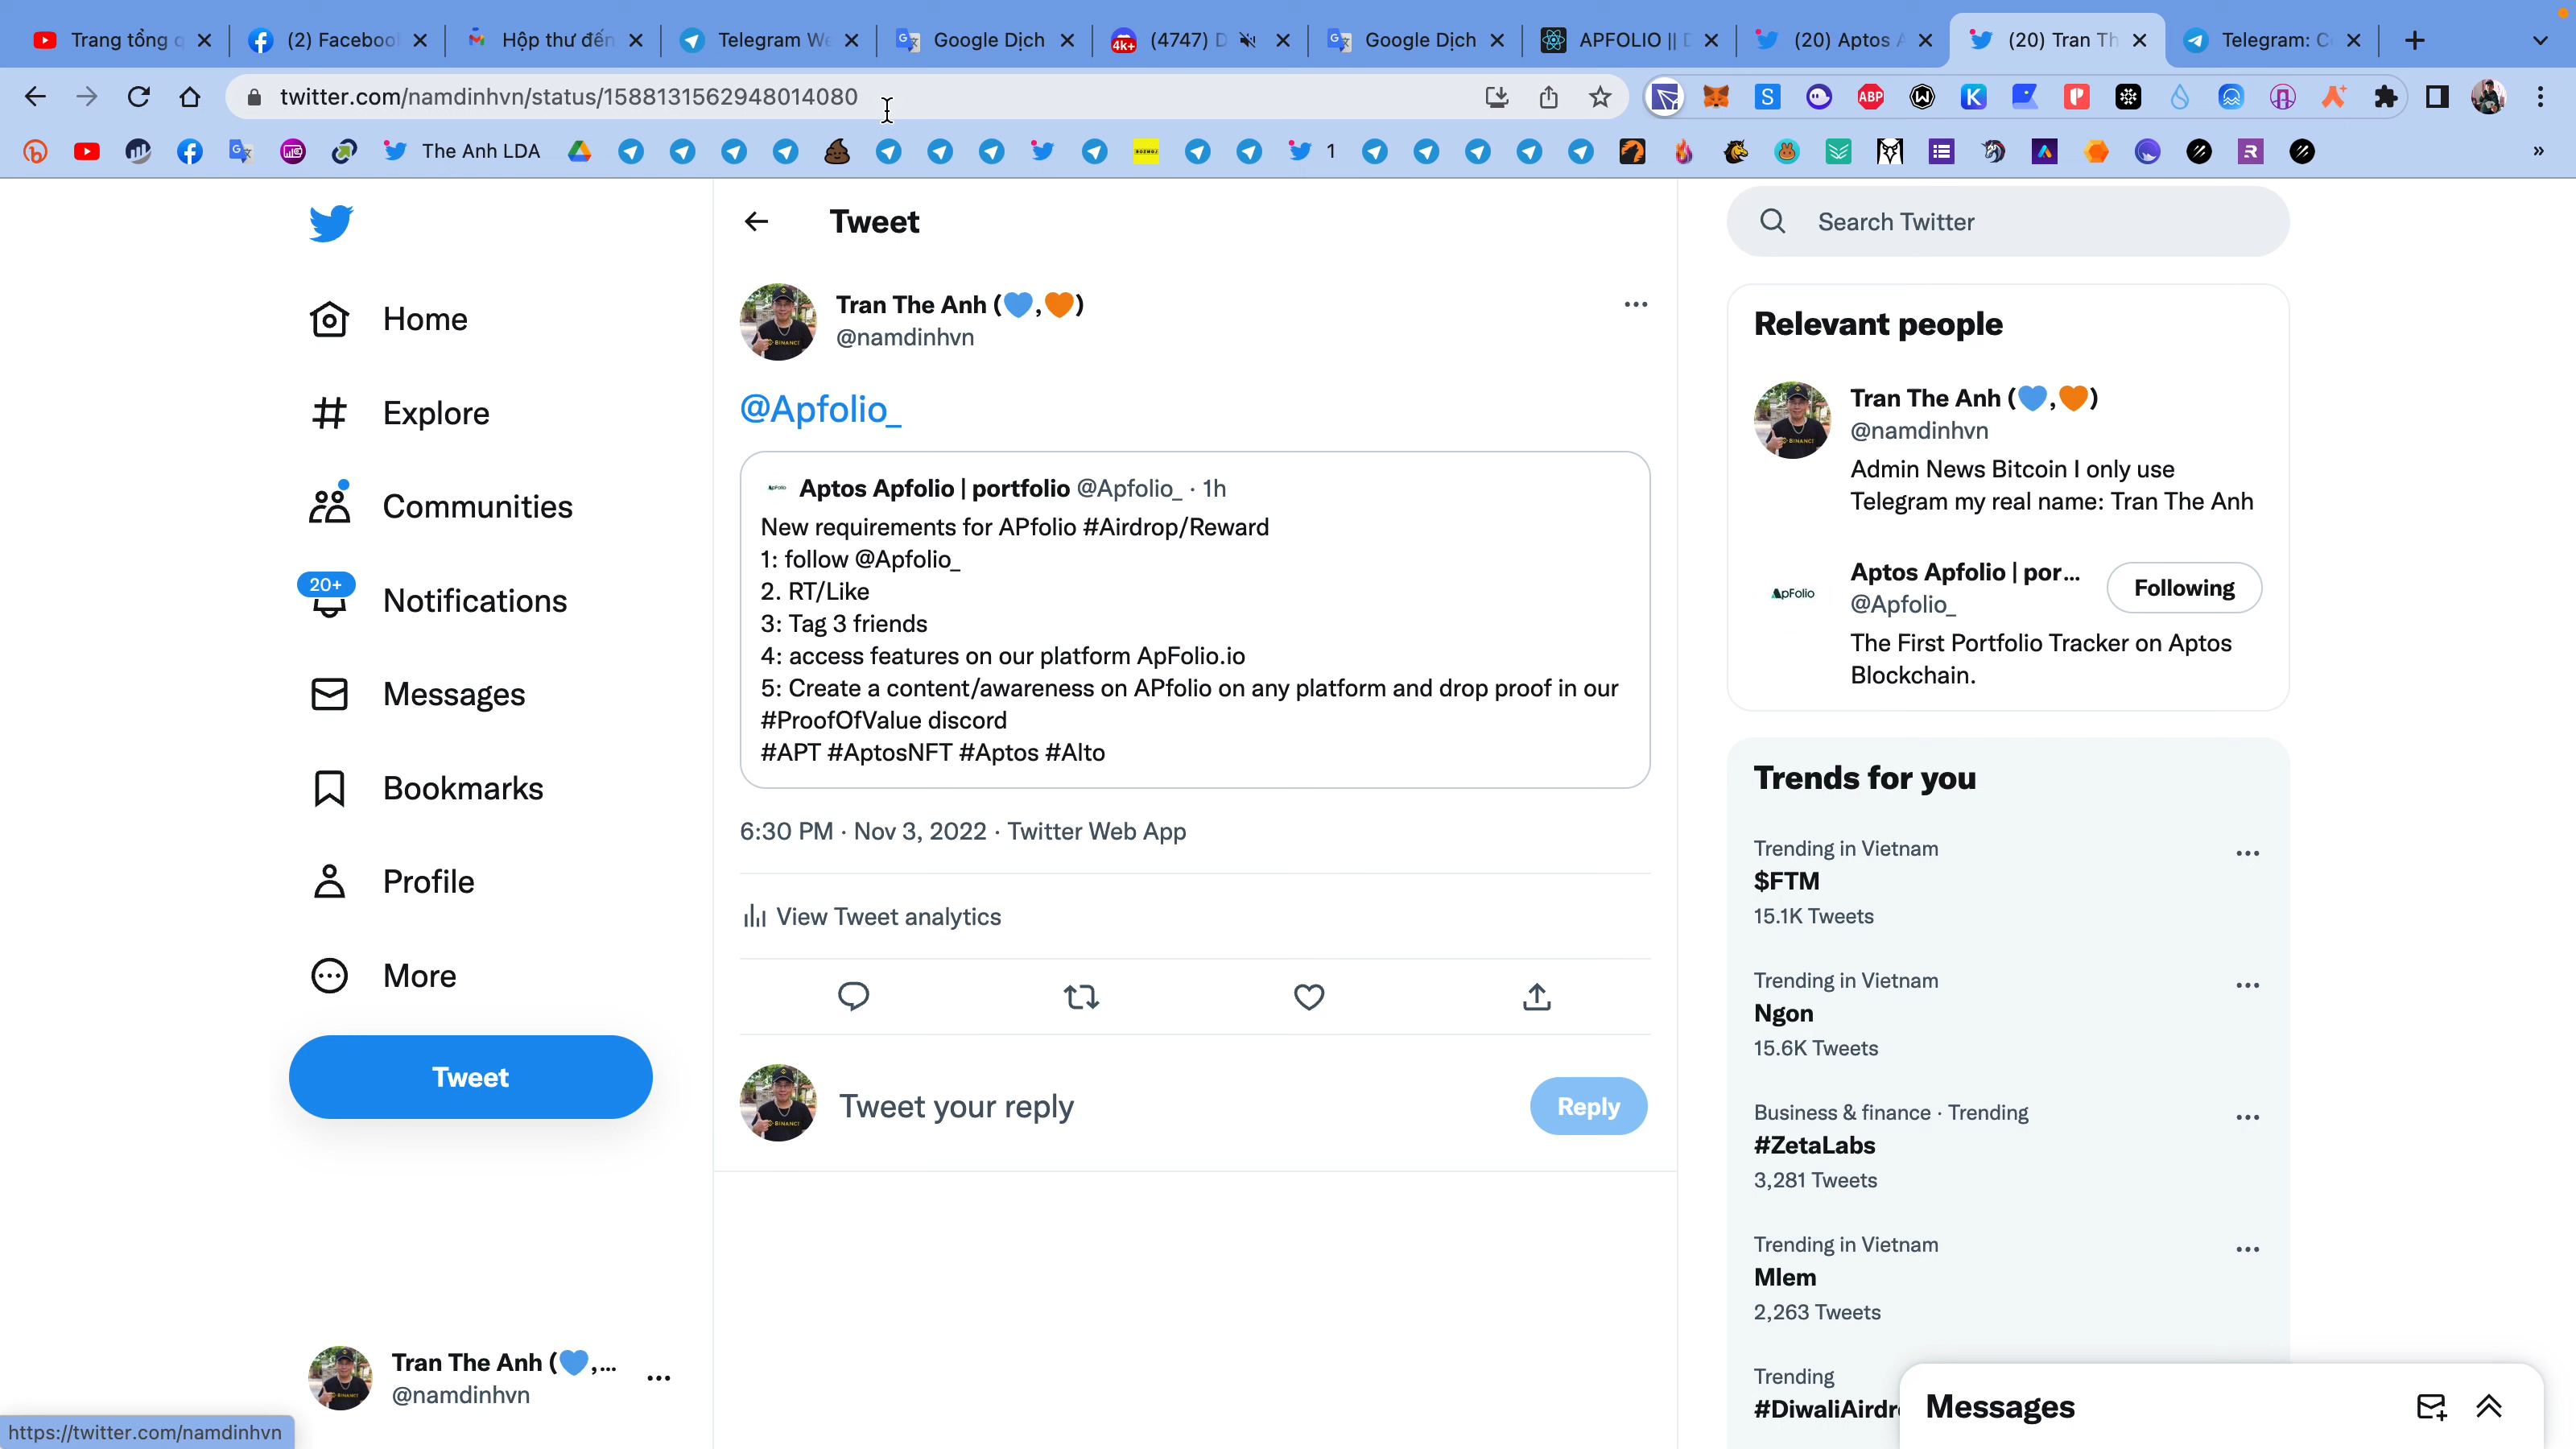 Trang tổng q
(2) Facebool
Hộp thư đến
Telegram We
Google Dịch
4k+
(4747) D
Google Dịch
APFOLIO || D
(20) Aptos A
(20) Tran Th
Telegram: C
twitter.com/namdinhvn/status/1588131562948014080
ABP
The Anh LDA
1
Tweet
Search Twitter
Home
Explore
Communities
20+
Notifications
Messages
Bookmarks
Profile
More
Tweet
Tran The Anh (💙,...
@namdinhvn
https://twitter.com/namdinhvn
Tran The Anh (💙,🧡)
@namdinhvn
@Apfolio_
Aptos Apfolio | portfolio @Apfolio_ · 1h
New requirements for APfolio #Airdrop/Reward
1: follow @Apfolio_
2. RT/Like
3: Tag 3 friends
4: access features on our platform ApFolio.io
5: Create a content/awareness on APfolio on any platform and drop proof in our
#ProofOfValue discord
#APT #AptosNFT #Aptos #Alto
6:30 PM · Nov 3, 2022 · Twitter Web App
View Tweet analytics
Tweet your reply
Reply
Relevant people
Tran The Anh (💙,🧡)
@namdinhvn
Admin News Bitcoin I only use
Telegram my real name: Tran The Anh
ApFolio
Aptos Apfolio | por...
@Apfolio_
Following
The First Portfolio Tracker on Aptos
Blockchain.
Trends for you
Trending in Vietnam
$FTM
15.1K Tweets
Trending in Vietnam
Ngon
15.6K Tweets
Business & finance · Trending
#ZetaLabs
3,281 Tweets
Trending in Vietnam
Mlem
2,263 Tweets
Trending
#DiwaliAirdr
Messages